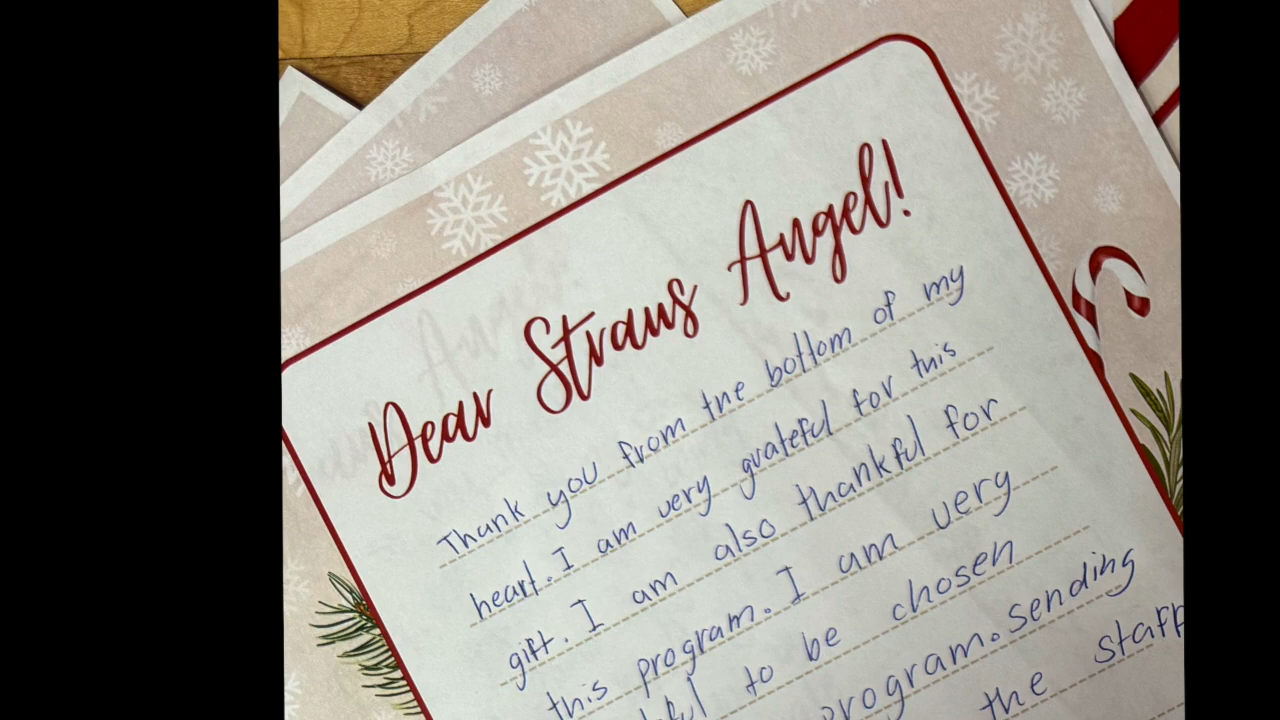 Dear Straus Angel!
Thank you from the bottom of my
heart. I am very grateful for this
gift. I am also thankful for
this program. I am very
to be chosen
program. Sending
the staff